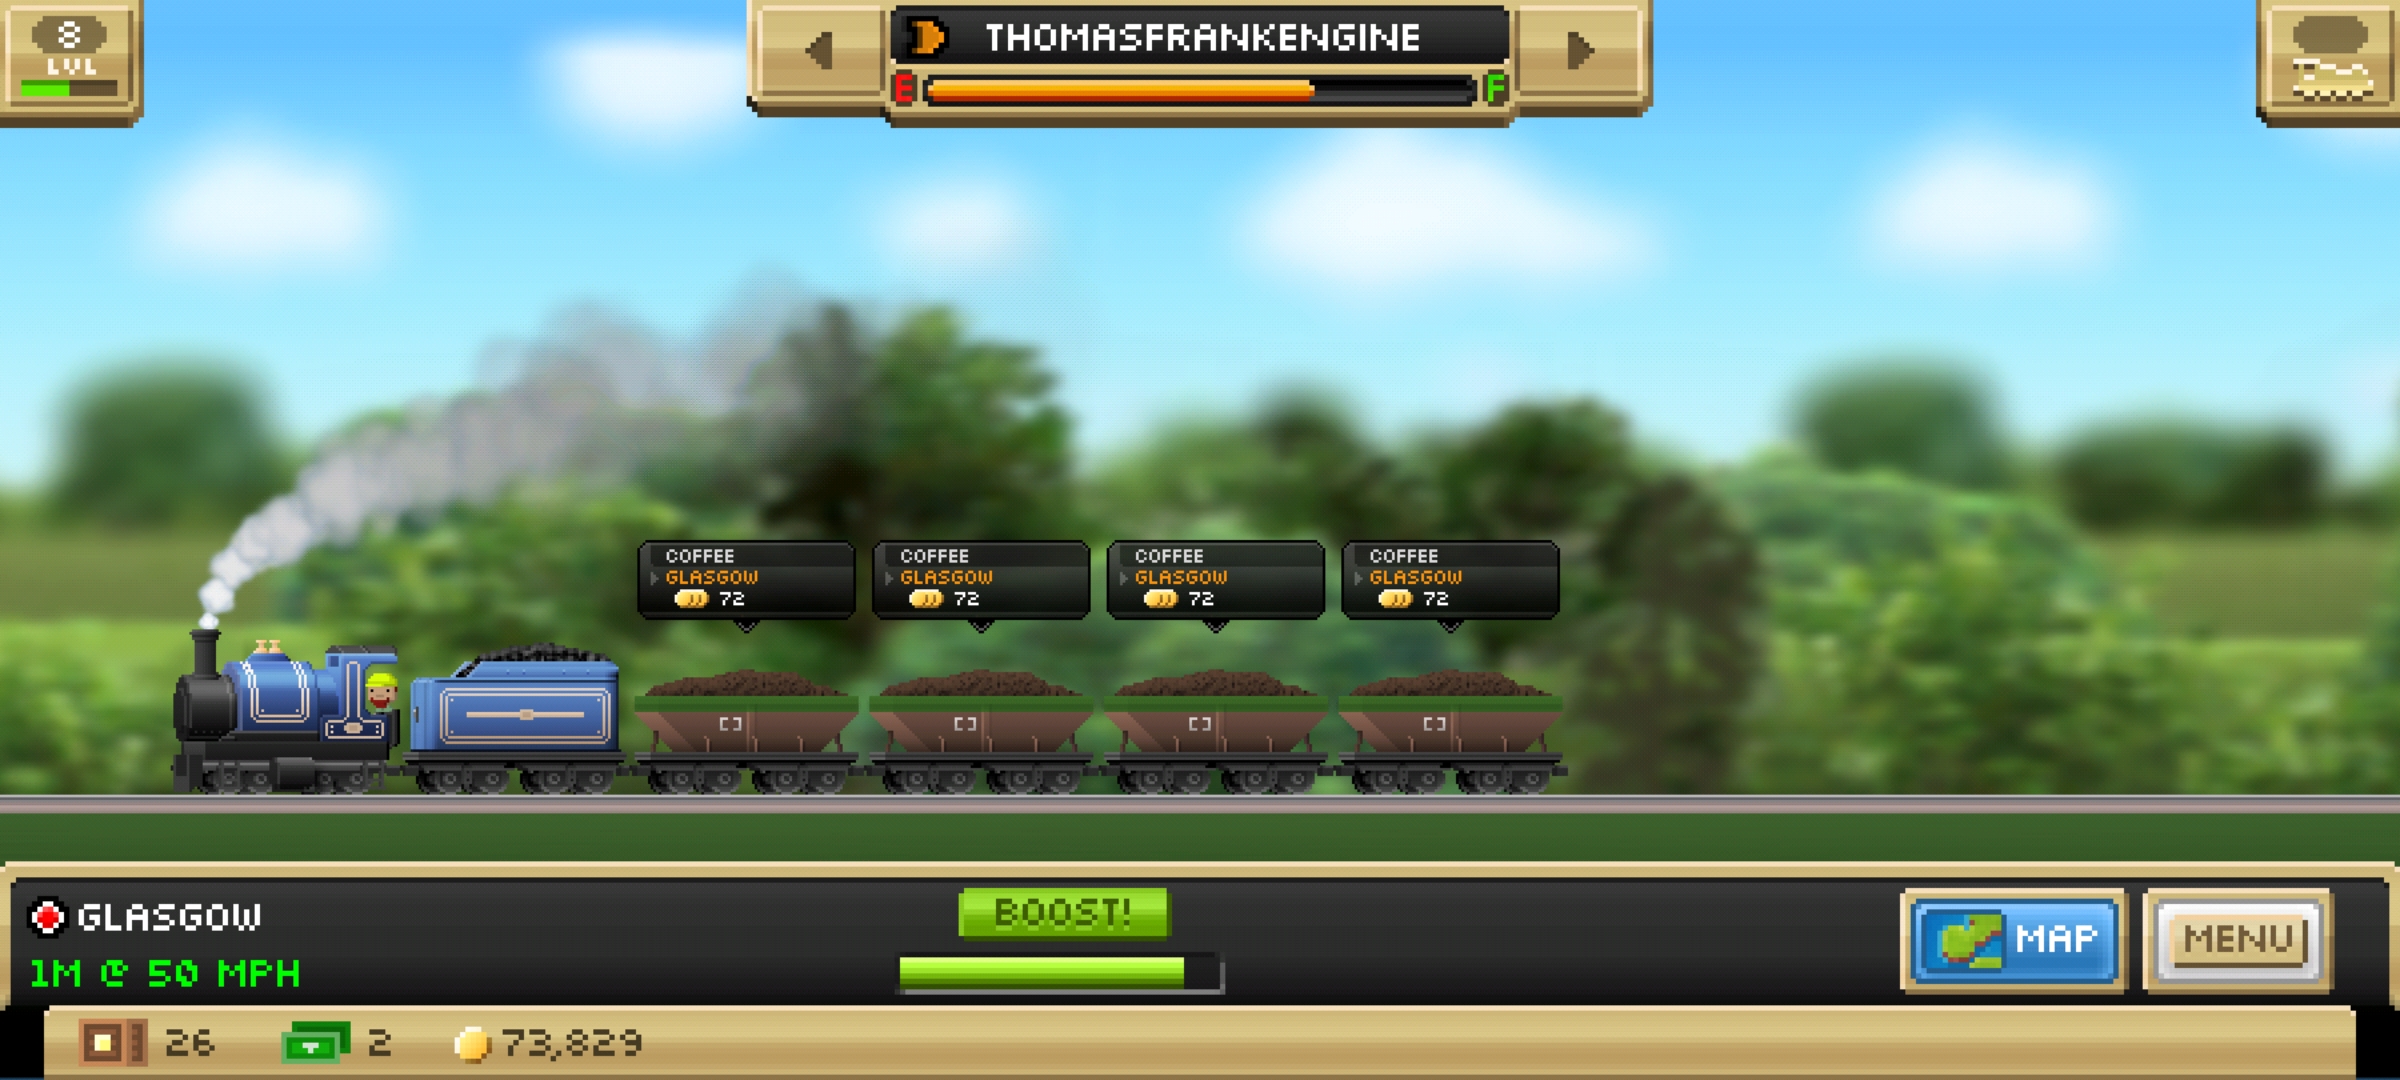 8
LVL
THOMASFRANKENGINE
E F
COFFEE
GLASGOW
72
COFFEE
GLASGOW
72
COFFEE
GLASGOW
72
COFFEE
GLASGOW
72
GLASGOW
1M @ 50 MPH
BOOST!
MAP
MENU
26
2
73,829